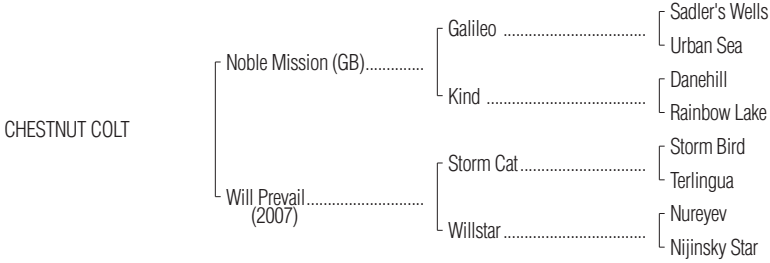 Sadler's Wells
Galileo ..................................
Urban Sea
Noble Mission (GB)..............
Danehill
Kind ......................................
Rainbow Lake
CHESTNUT COLT
Storm Bird
Storm Cat..............................
Terlingua
Will Prevail............................
(2007)
Nureyev
Willstar ..................................
Nijinsky Star